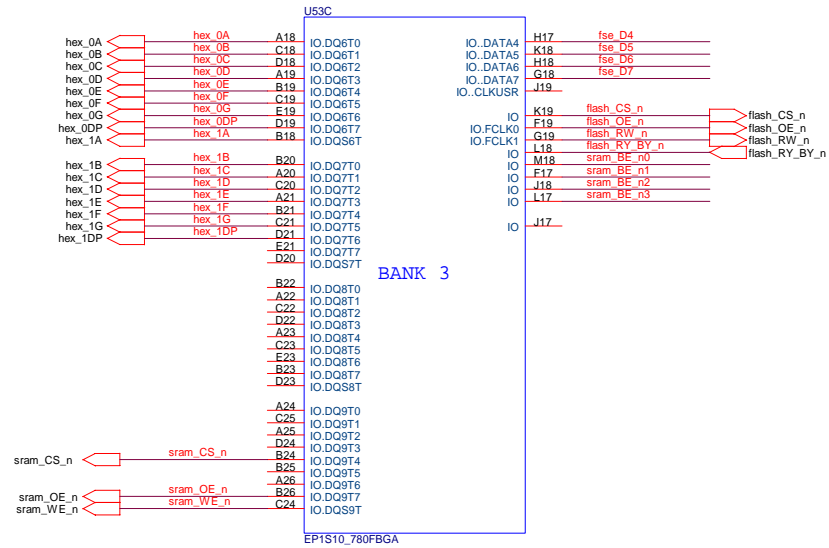 U53C
hex_0A hex_0A A18 IO.DQ6T0 IO..DATA4 H17 fse_D4
hex_0B hex_0B C18 IO.DQ6T1 IO..DATA5 K18 fse_D5
hex_0C hex_0C D18 IO.DQ6T2 IO..DATA6 H18 fse_D6
hex_0D hex_0D A19 IO.DQ6T3 IO..DATA7 G18 fse_D7
hex_0E hex_0E B19 IO.DQ6T4 IO..CLKUSR J19
hex_0F hex_0F C19 IO.DQ6T5
hex_0G hex_0G E19 IO.DQ6T6 IO K19 flash_CS_n flash_CS_n
hex_0DP hex_0DP D19 IO.DQ6T7 IO.FCLK0 F19 flash_OE_n flash_OE_n
hex_1A hex_1A B18 IO.DQS6T IO.FCLK1 G19 flash_RW_n flash_RW_n
IO L18 flash_RY_BY_n flash_RY_BY_n
hex_1B hex_1B B20 IO.DQ7T0 IO M18 sram_BE_n0
hex_1C hex_1C A20 IO.DQ7T1 IO F17 sram_BE_n1
hex_1D hex_1D C20 IO.DQ7T2 IO J18 sram_BE_n2
hex_1E hex_1E A21 IO.DQ7T3 IO L17 sram_BE_n3
hex_1F hex_1F B21 IO.DQ7T4
hex_1G hex_1G C21 IO.DQ7T5 IO J17
hex_1DP hex_1DP D21 IO.DQ7T6
E21 IO.DQ7T7
D20 IO.DQS7T
BANK 3
B22 IO.DQ8T0
A22 IO.DQ8T1
C22 IO.DQ8T2
D22 IO.DQ8T3
A23 IO.DQ8T4
C23 IO.DQ8T5
E23 IO.DQ8T6
B23 IO.DQ8T7
D23 IO.DQS8T
A24 IO.DQ9T0
C25 IO.DQ9T1
A25 IO.DQ9T2
D24 IO.DQ9T3
sram_CS_n sram_CS_n B24 IO.DQ9T4
B25 IO.DQ9T5
A26 IO.DQ9T6
sram_OE_n sram_OE_n B26 IO.DQ9T7
sram_WE_n sram_WE_n C24 IO.DQS9T
EP1S10_780FBGA